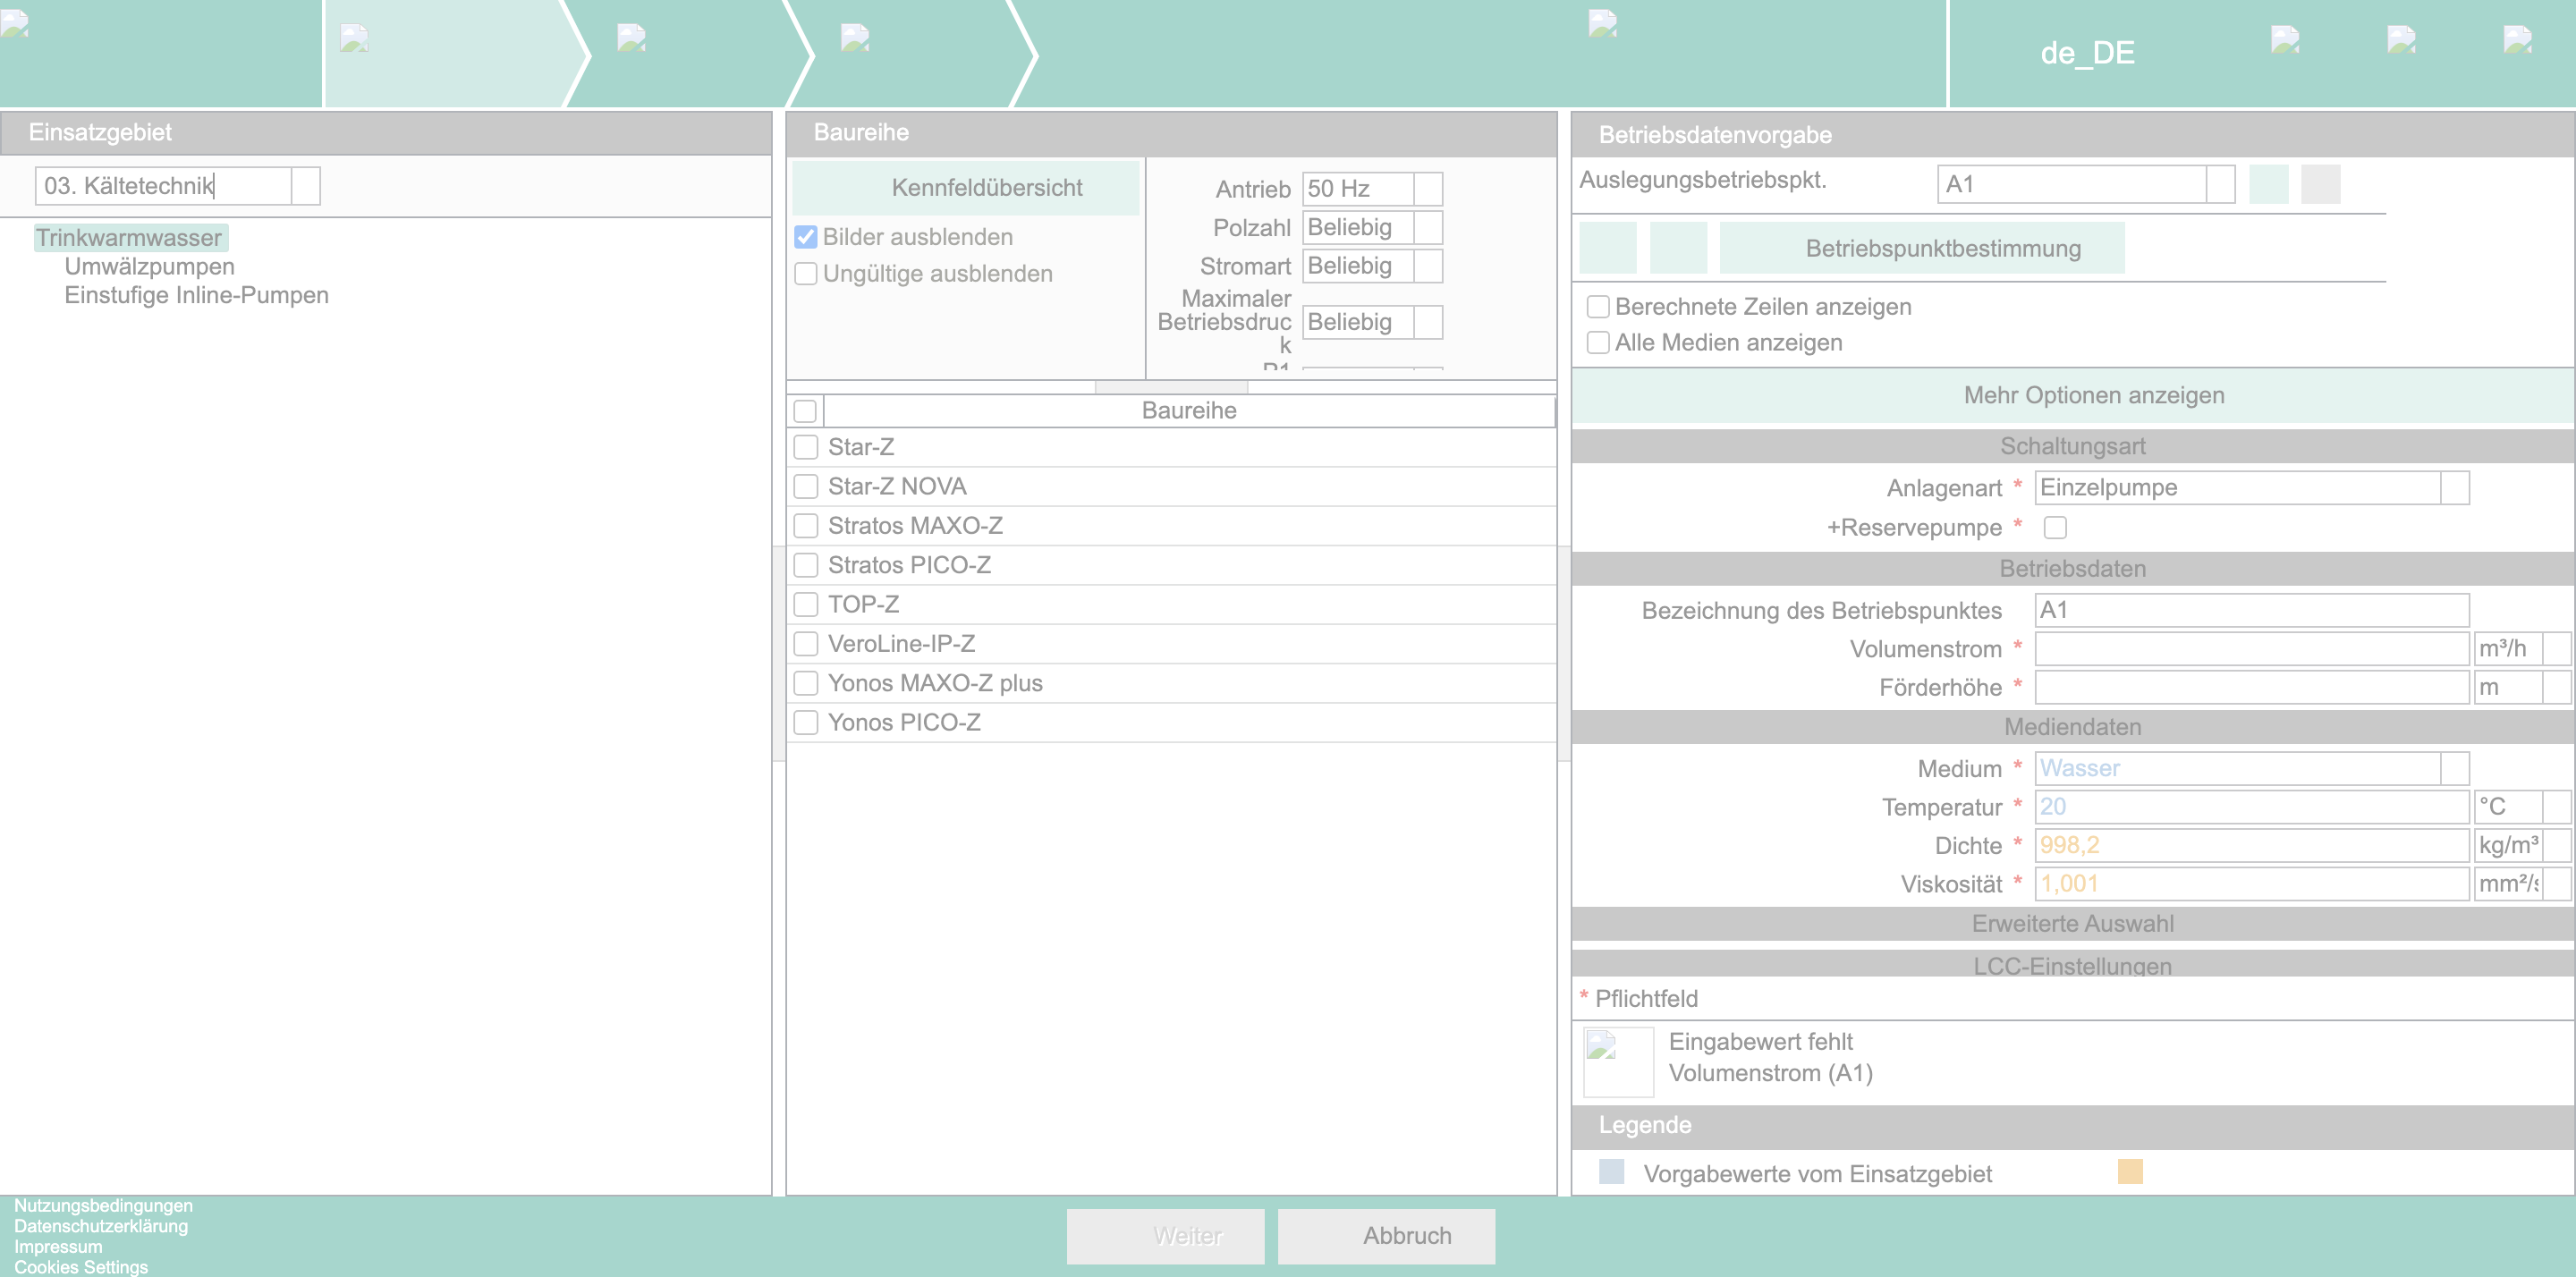 de_DE
Einsatzgebiet
03. Kältetechnik
Trinkwarmwasser
Umwälzpumpen
Einstufige Inline-Pumpen
Baureihe
Kennfeldübersicht
Bilder ausblenden
Ungültige ausblenden
Antrieb 50 Hz
Polzahl Beliebig
Stromart Beliebig
Maximaler
Betriebsdruc Beliebig
k
Baureihe
Star-Z
Star-Z NOVA
Stratos MAXO-Z
Stratos PICO-Z
TOP-Z
VeroLine-IP-Z
Yonos MAXO-Z plus
Yonos PICO-Z
Betriebsdatenvorgabe
Auslegungsbetriebspkt. A1
Betriebspunktbestimmung
Berechnete Zeilen anzeigen
Alle Medien anzeigen
Mehr Optionen anzeigen
Schaltungsart
Anlagenart * Einzelpumpe
+Reservepumpe *
Betriebsdaten
Bezeichnung des Betriebspunktes A1
Volumenstrom * m³/h
Förderhöhe * m
Mediendaten
Medium * Wasser
Temperatur * 20 °C
Dichte * 998,2 kg/m³
Viskosität * 1,001 mm²/s
Erweiterte Auswahl
LCC-Einstellungen
* Pflichtfeld
Eingabewert fehlt
Volumenstrom (A1)
Legende
Vorgabewerte vom Einsatzgebiet
Nutzungsbedingungen
Datenschutzerklärung
Impressum
Cookies Settings
Weiter
Abbruch